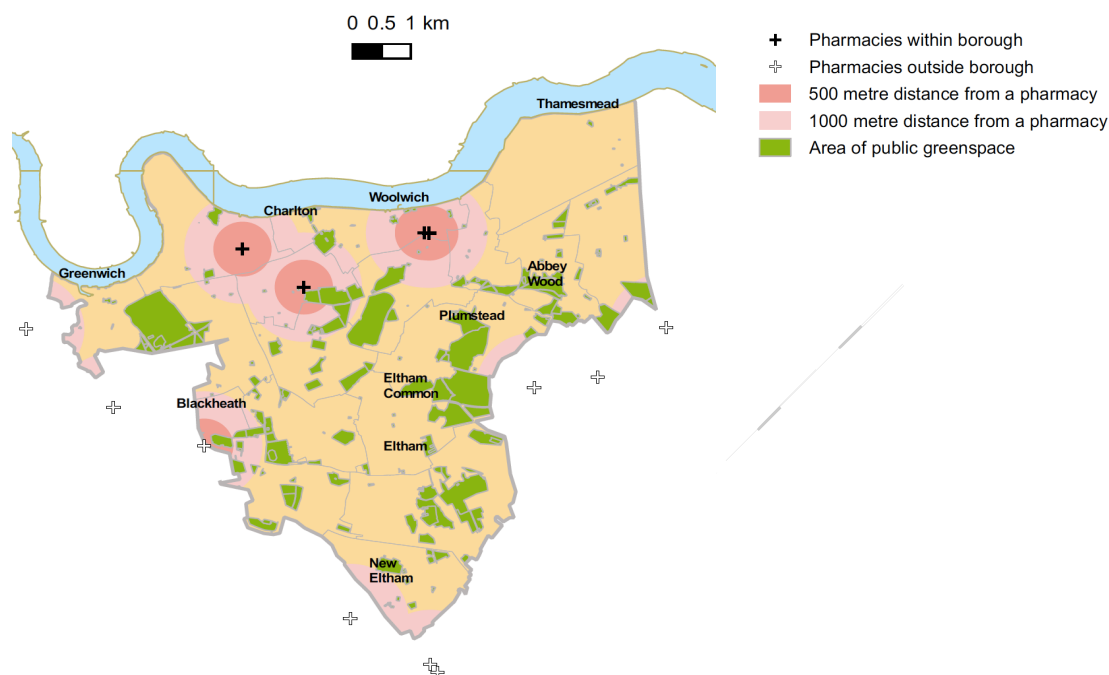 0 0.5 1 km
Pharmacies within borough
Pharmacies outside borough
500 metre distance from a pharmacy
1000 metre distance from a pharmacy
Area of public greenspace
Thamesmead
Woolwich
Charlton
Greenwich
Abbey
Wood
Plumstead
Eltham
Common
Blackheath
Eltham
New
Eltham